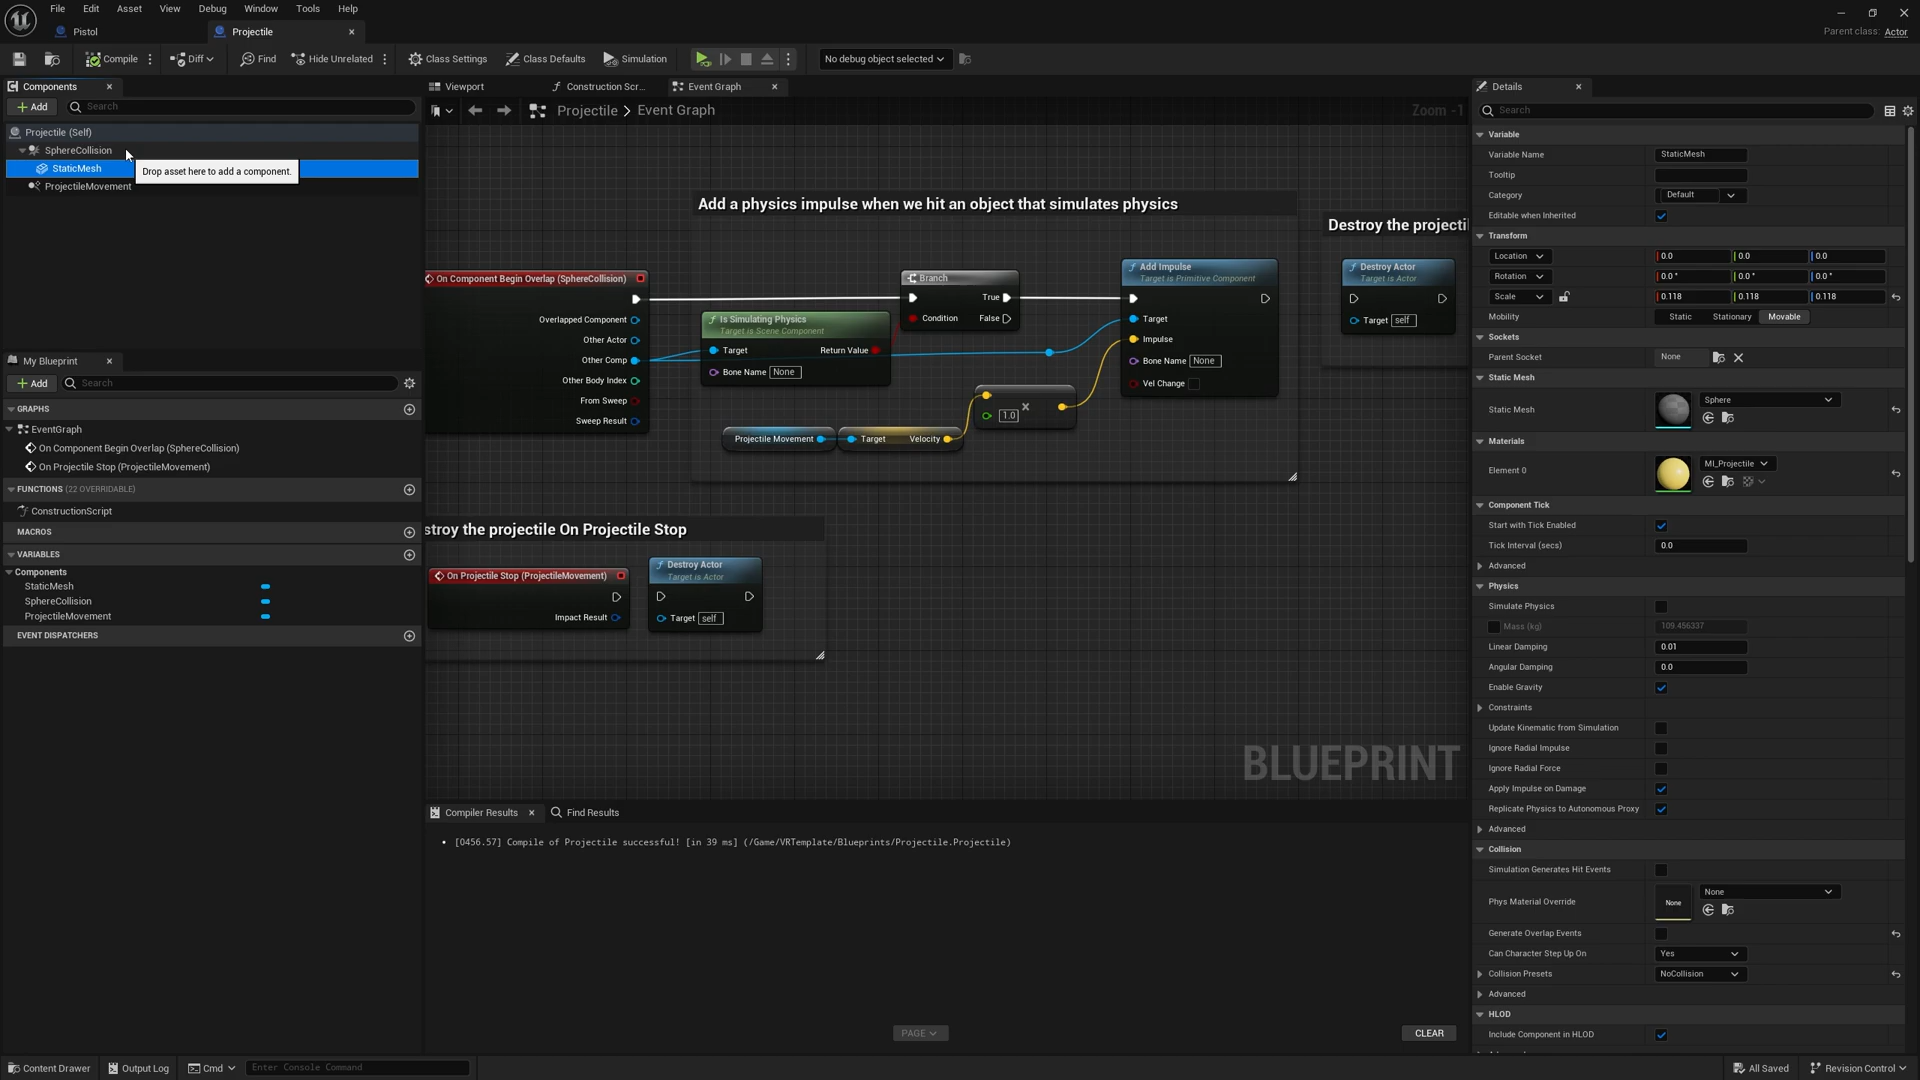 File Edit Asset View Debug Window Tools Help
Pistol
Projectile
Parent class: Actor
Compile
Diff
Find
Hide Unrelated
Class Settings
Class Defaults
Simulation
No debug object selected
Components
Add
Search
Projectile (Self)
SphereCollision
StaticMesh
Drop asset here to add a component.
ProjectileMovement
My Blueprint
Add
Search
GRAPHS
EventGraph
On Component Begin Overlap (SphereCollision)
On Projectile Stop (ProjectileMovement)
FUNCTIONS (22 OVERRIDABLE)
ConstructionScript
MACROS
VARIABLES
Components
StaticMesh
SphereCollision
ProjectileMovement
EVENT DISPATCHERS
Viewport
Construction Scr...
Event Graph
Projectile > Event Graph
Zoom -1
Add a physics impulse when we hit an object that simulates physics
Destroy the projectil
On Component Begin Overlap (SphereCollision)
Overlapped Component
Other Actor
Other Comp
Other Body Index
From Sweep
Sweep Result
Is Simulating Physics
Target is Scene Component
Target Return Value
Bone Name None
Branch
True
Condition False
Add Impulse
Target is Primitive Component
Target
Impulse
Bone Name None
Vel Change
Destroy Actor
Target is Actor
Target self
1.0
Projectile Movement
Target Velocity
stroy the projectile On Projectile Stop
On Projectile Stop (ProjectileMovement)
Impact Result
Destroy Actor
Target is Actor
Target self
BLUEPRINT
Compiler Results
Find Results
[0456.57] Compile of Projectile successful! [in 39 ms] (/Game/VRTemplate/Blueprints/Projectile.Projectile)
PAGE
CLEAR
Details
Search
Variable
Variable Name StaticMesh
Tooltip
Category Default
Editable when Inherited
Transform
Location 0.0 0.0 0.0
Rotation 0.0 ° 0.0 ° 0.0 °
Scale 0.118 0.118 0.118
Mobility Static Stationary Movable
Sockets
Parent Socket None
Static Mesh
Static Mesh Sphere
Materials
Element 0 MI_Projectile
Component Tick
Start with Tick Enabled
Tick Interval (secs) 0.0
Advanced
Physics
Simulate Physics
Mass (kg) 109.456337
Linear Damping 0.01
Angular Damping 0.0
Enable Gravity
Constraints
Update Kinematic from Simulation
Ignore Radial Impulse
Ignore Radial Force
Apply Impulse on Damage
Replicate Physics to Autonomous Proxy
Advanced
Collision
Simulation Generates Hit Events
Phys Material Override None None
Generate Overlap Events
Can Character Step Up On Yes
Collision Presets NoCollision
Advanced
HLOD
Include Component in HLOD
Content Drawer
Output Log
Cmd
Enter Console Command
All Saved
Revision Control